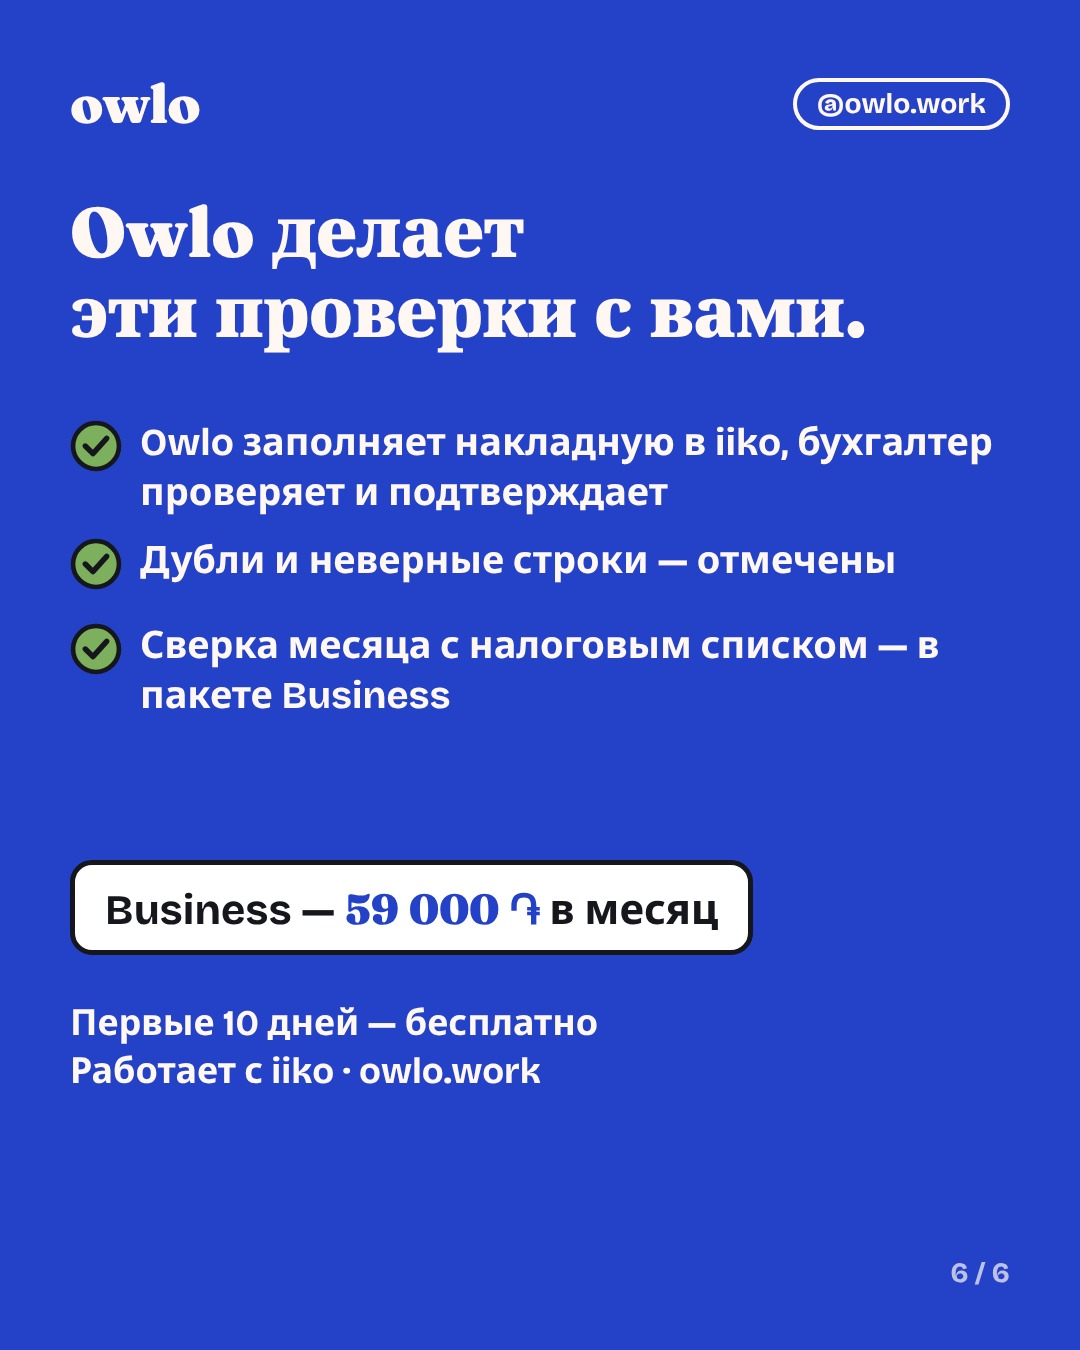 owlo
@owlo.work
Owlo делает
эти проверки с вами.
Owlo заполняет накладную в iiko, бухгалтер
проверяет и подтверждает
Дубли и неверные строки — отмечены
Сверка месяца с налоговым списком — в
пакете Business
Business — 59 000 ֏ в месяц
Первые 10 дней — бесплатно
Работает с iiko · owlo.work
6 / 6